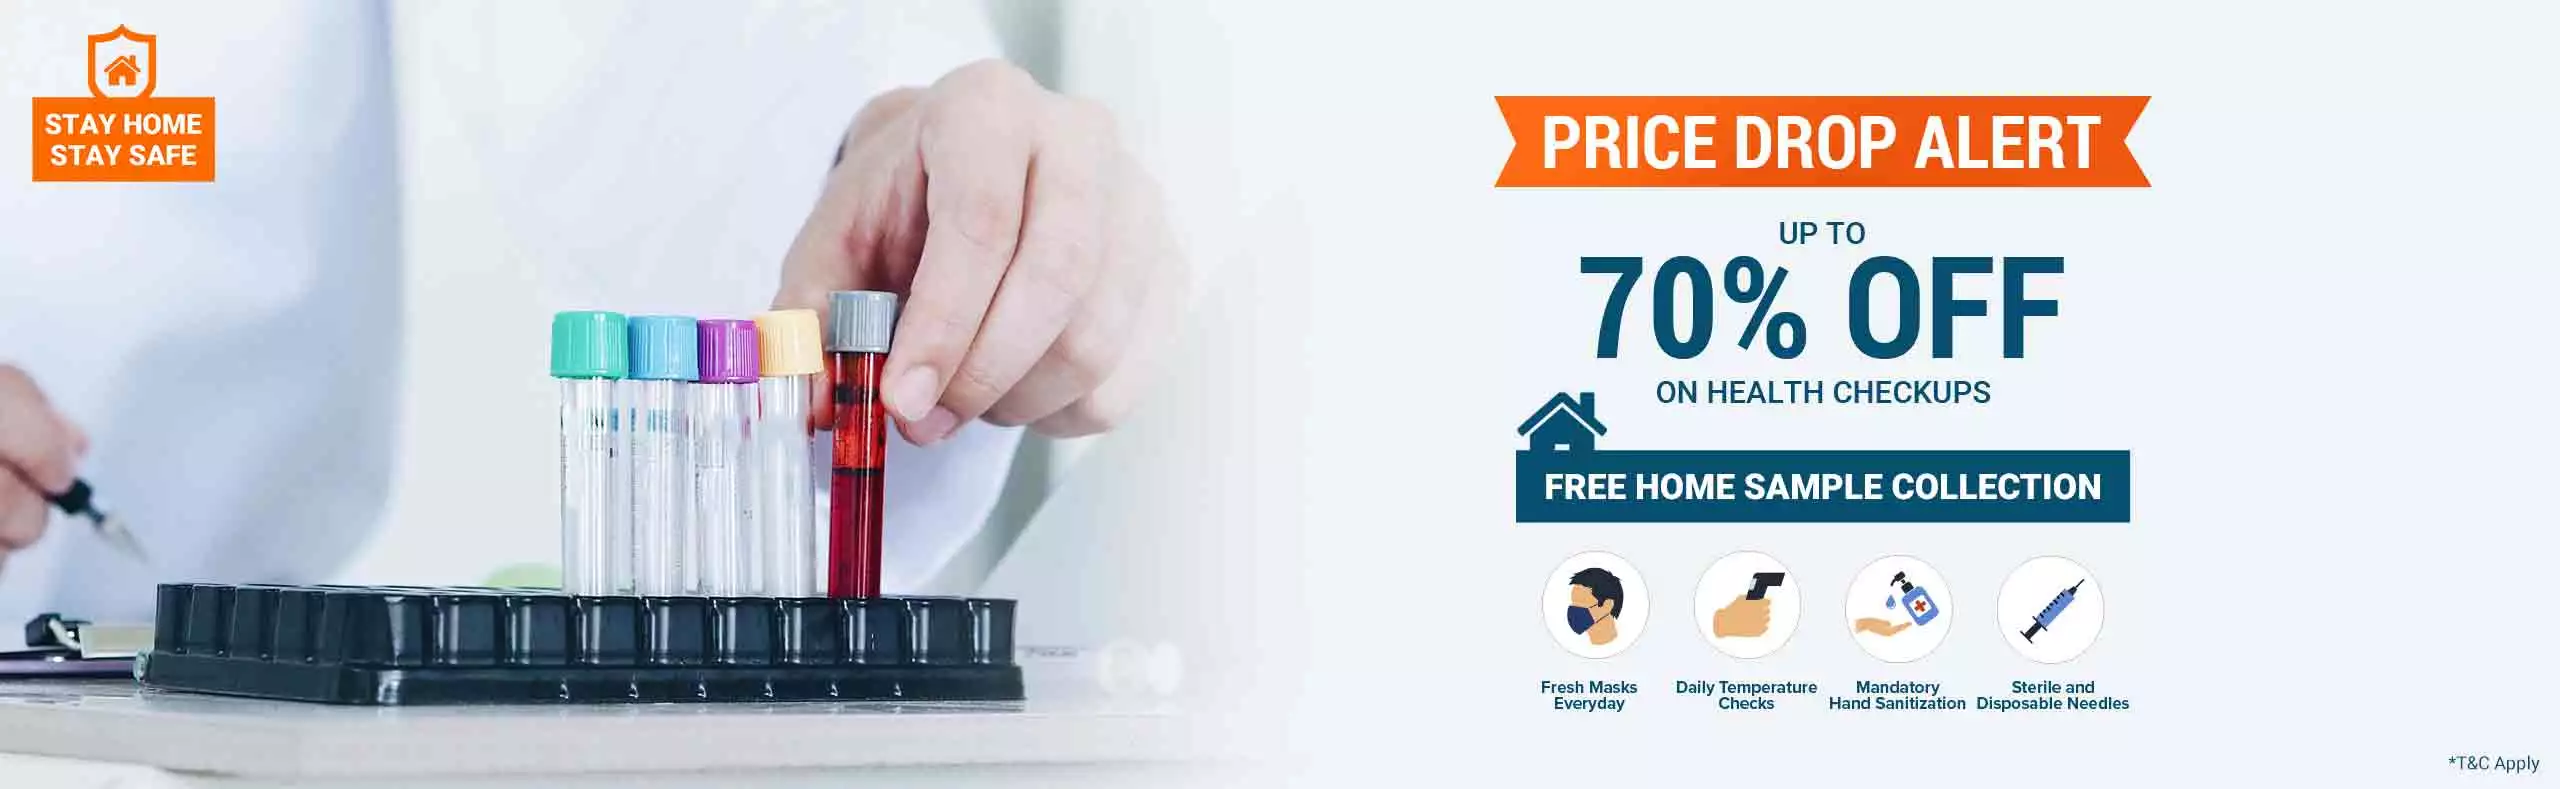 STAY HOME
STAY SAFE
PRICE DROP ALERT
UP TO
70% OFF
ON HEALTH CHECKUPS
FREE HOME SAMPLE COLLECTION
Fresh Masks
Everyday
Daily Temperature
Checks
Mandatory
Hand Sanitization
Sterile and
Disposable Needles
*T&C Apply